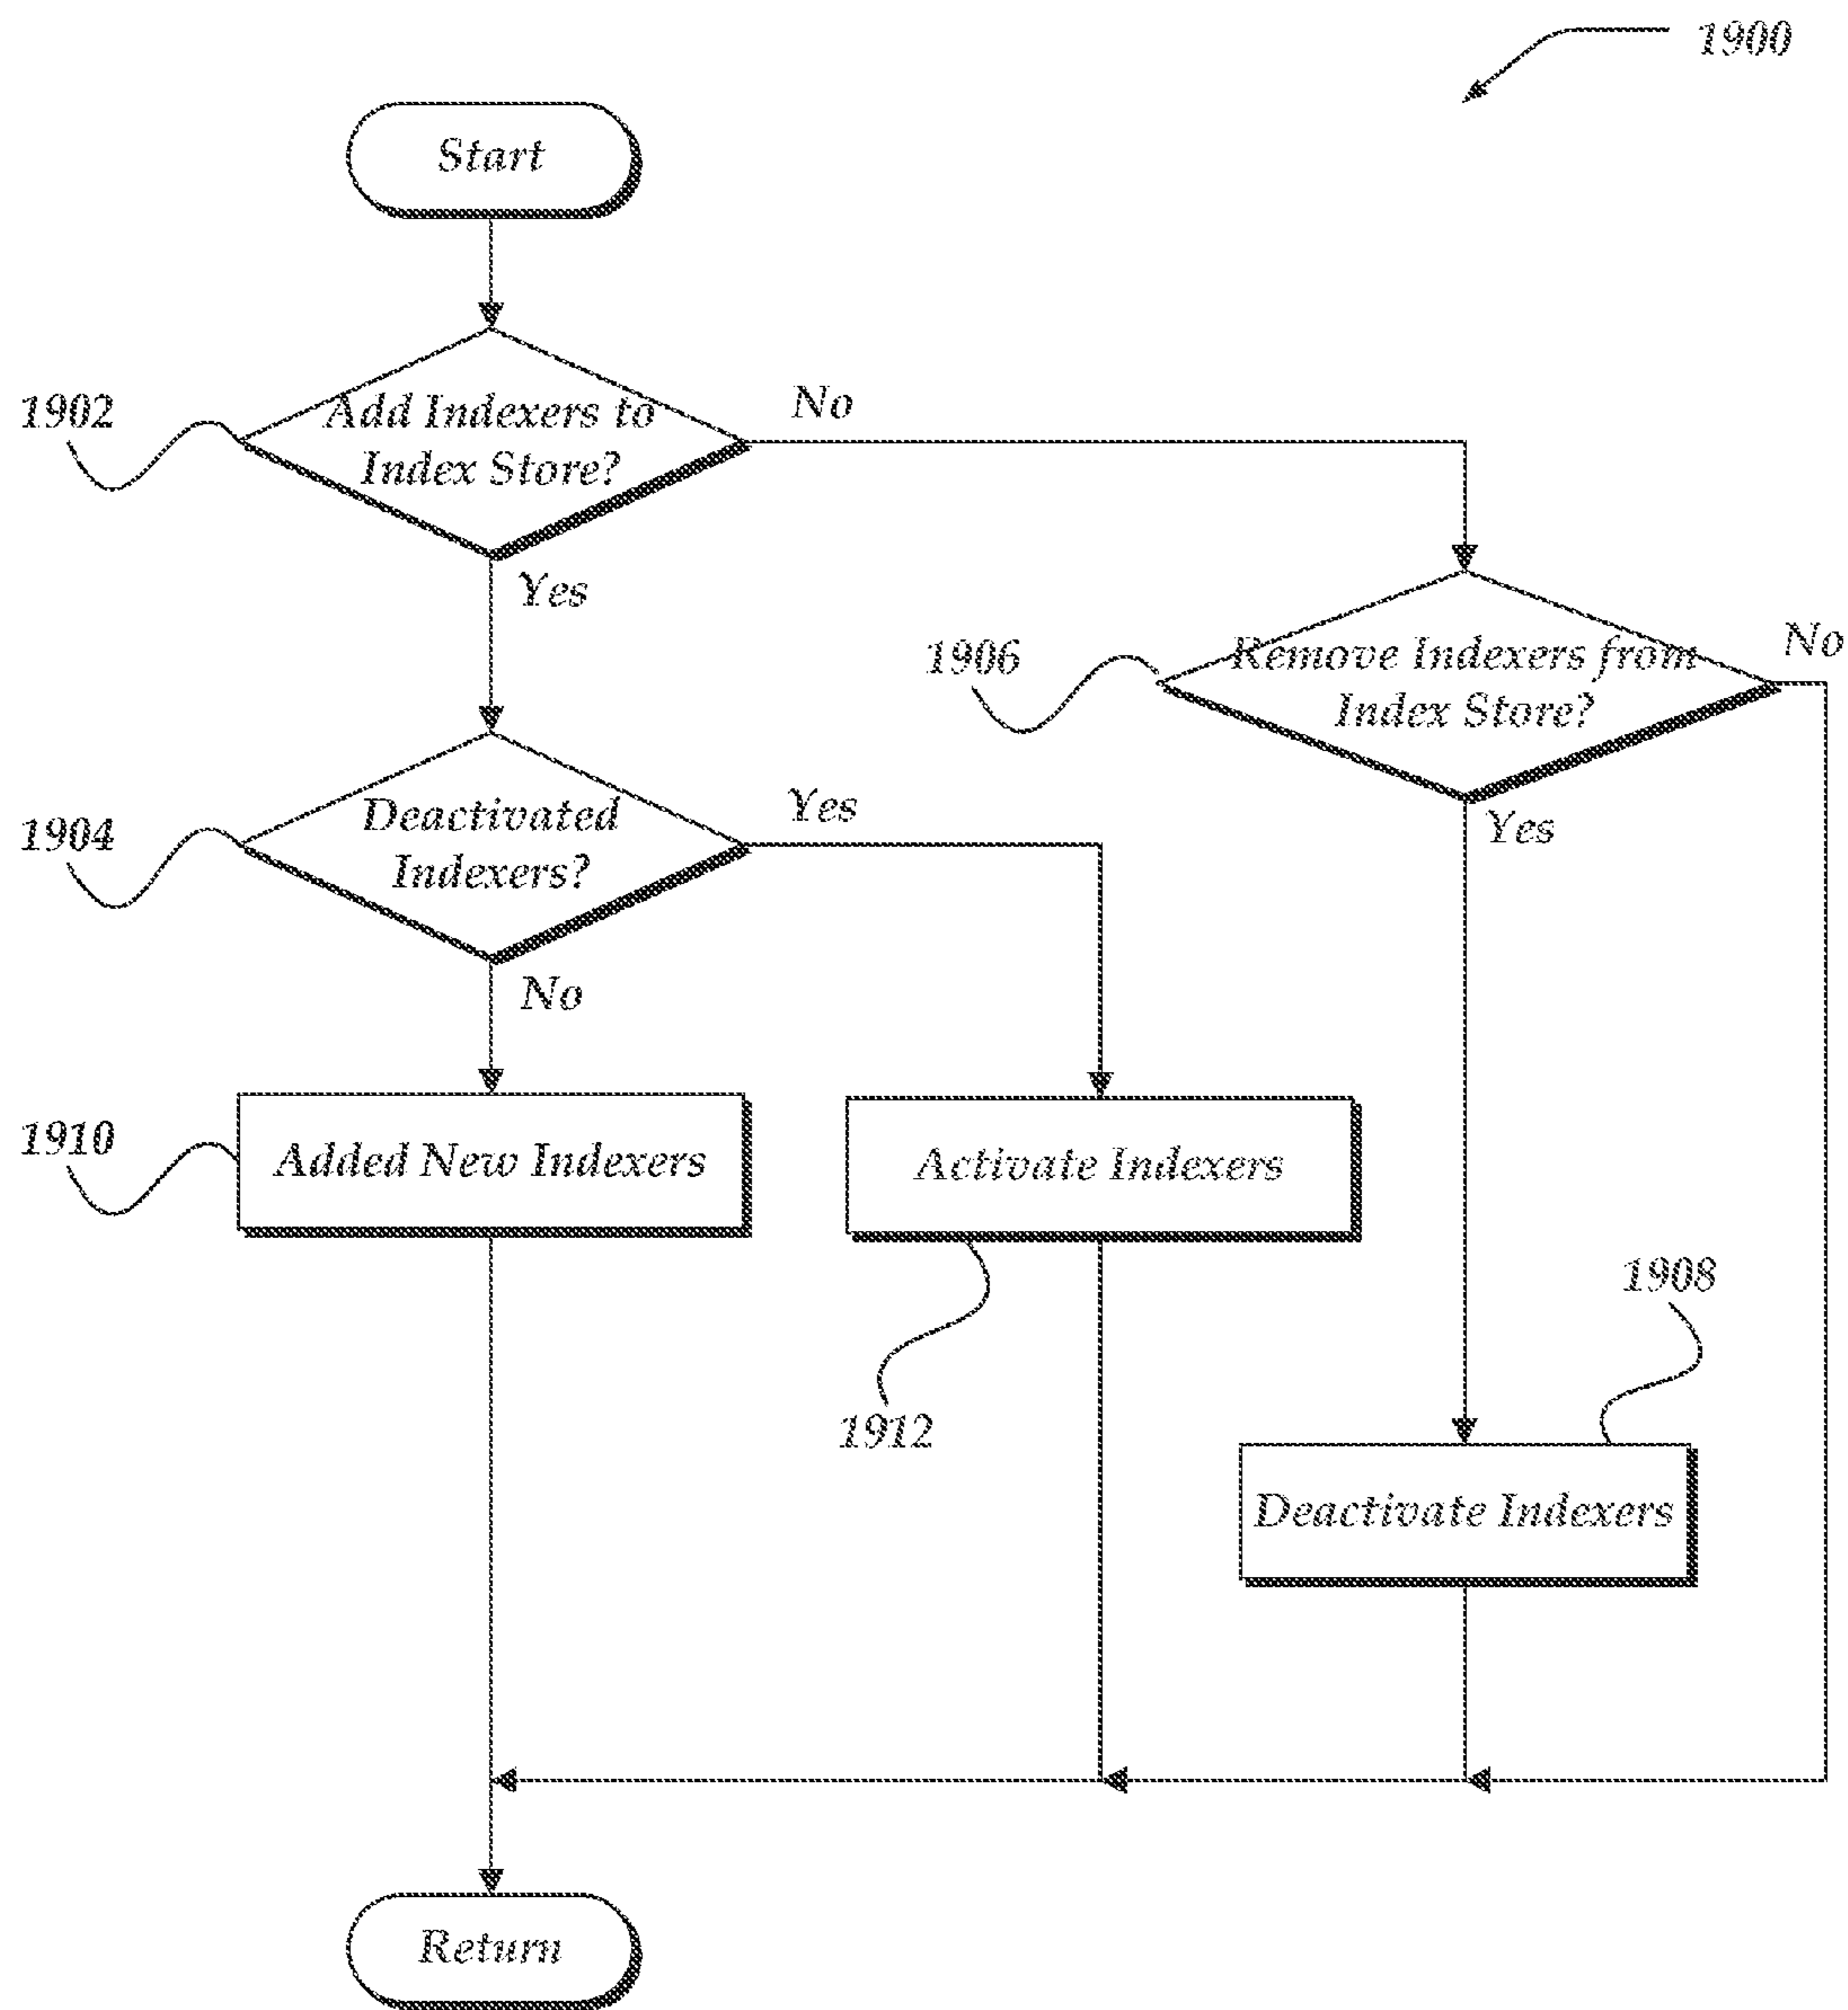 1900
Start
1902
Add Indexers to
Index Store?
No
Yes
1906
Remove Indexers from
Index Store?
No
Yes
1904
Deactivated
Indexers?
Yes
No
1910
Added New Indexers
Activate Indexers
1912
1908
Deactivate Indexers
Return